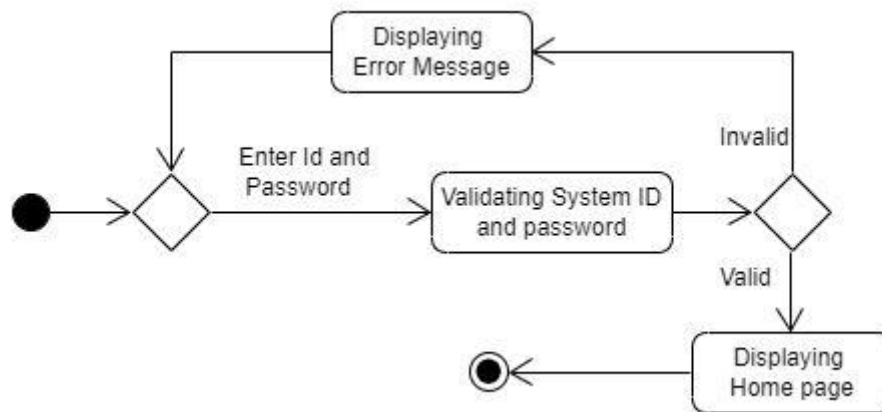 Displaying
Error Message
Invalid
Enter Id and
Password
Validating System ID
and password
Valid
Displaying
Home page